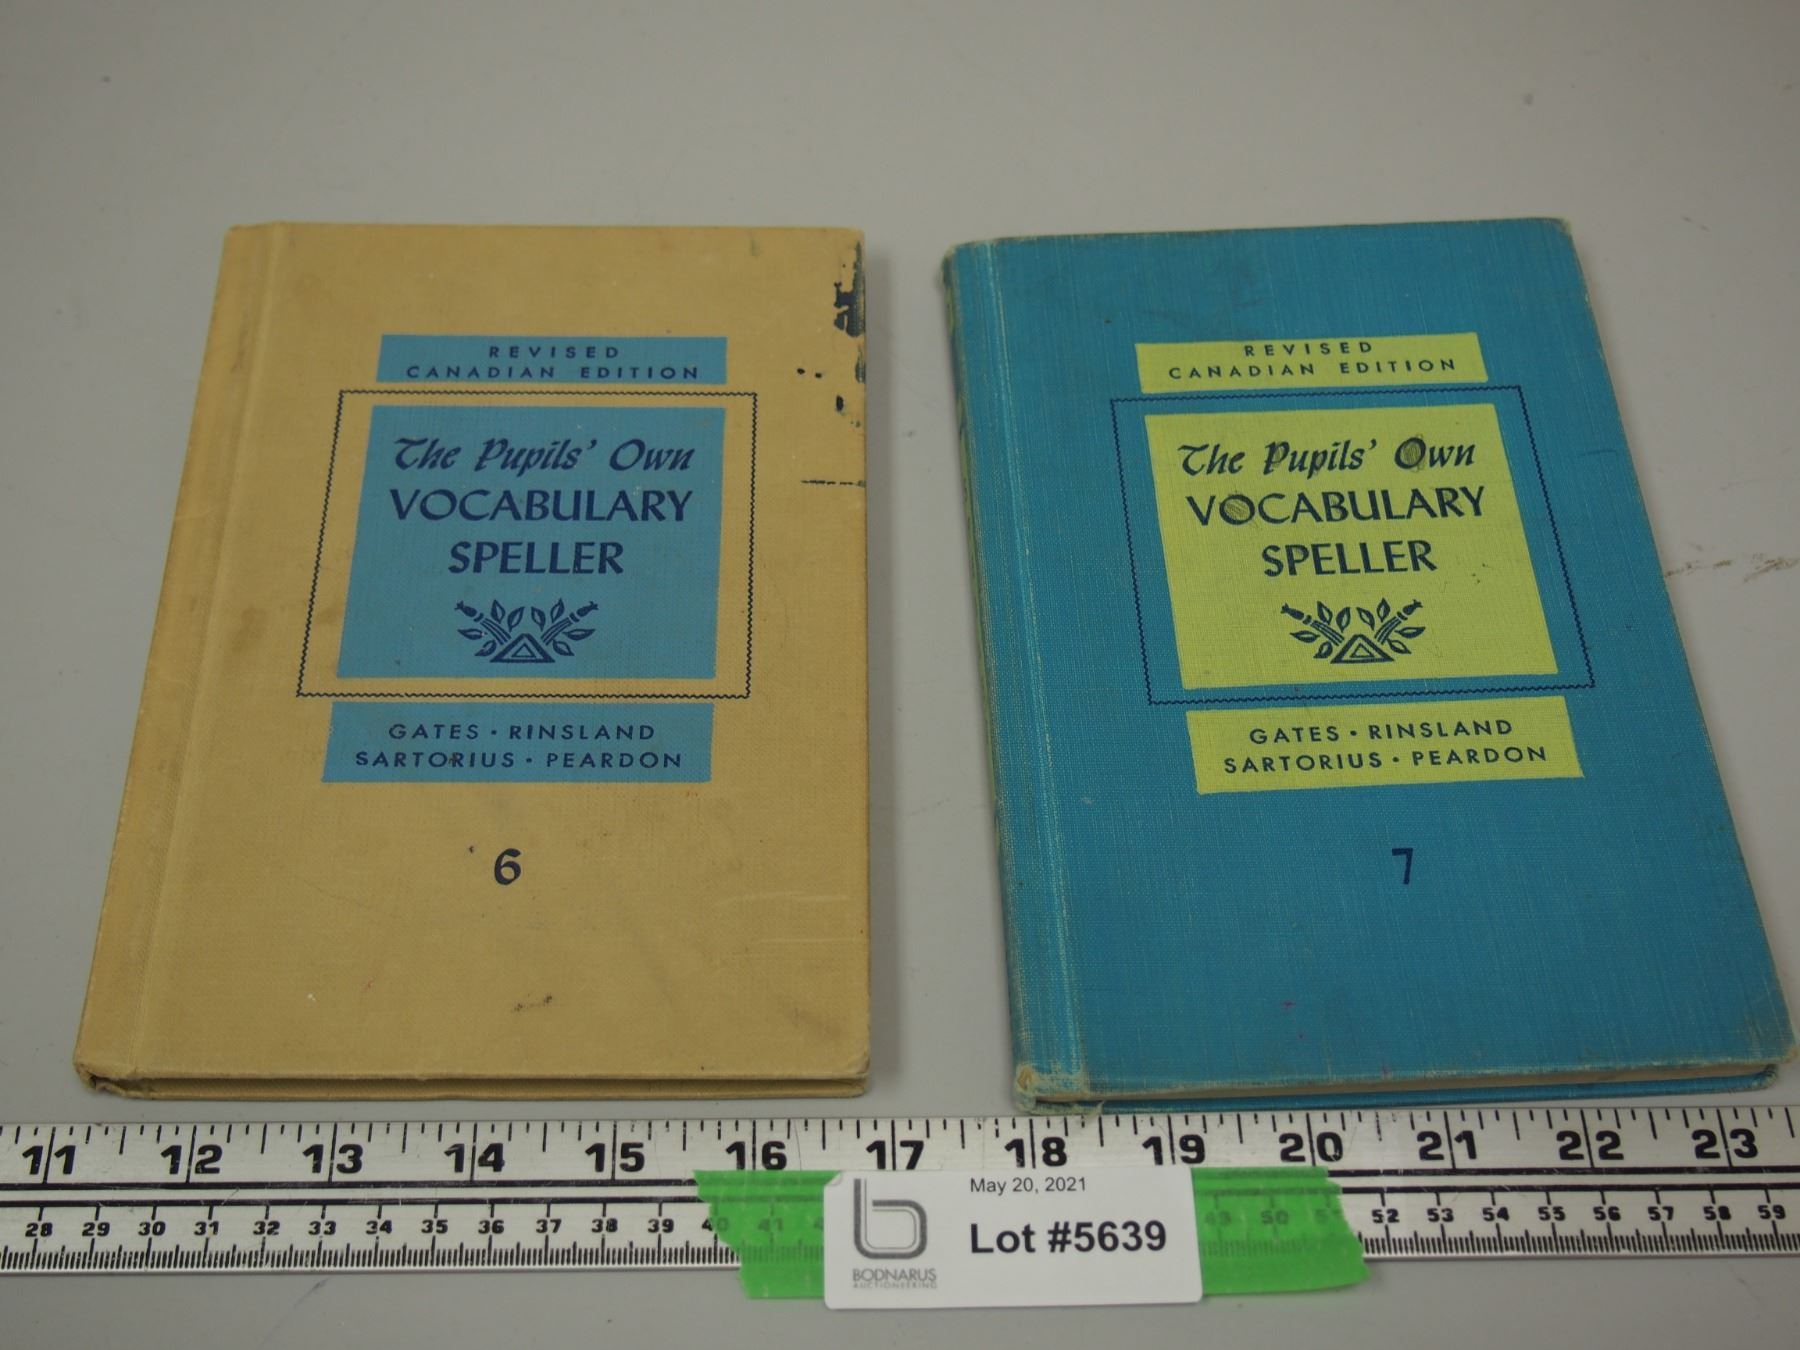 REVISED
CANADIAN EDITION
The Pupils' Own
VOCABULARY
SPELLER
GATES • RINSLAND
SARTORIUS • PEARDON
6
REVISED
CANADIAN EDITION
The Pupils' Own
VOCABULARY
SPELLER
GATES • RINSLAND
SARTORIUS • PEARDON
7
11 12 13 14 15 16 17 18 19 20 21 22 23
28 29 30 31 32 33 34 35 36 37 38 39 40 41 49 50 52 53 54 55 56 57 58 59
May 20, 2021
Lot #5639
b
BODNARUS
AUCTIONEERING